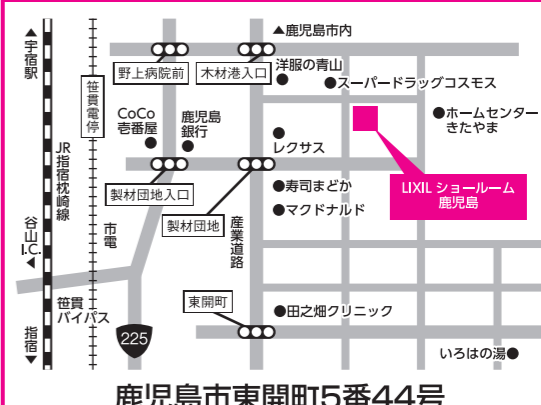 ▲鹿児島市内
▲宇宿駅
野上病院前
木材港入口
洋服の青山
●スーパードラッグコスモス
笹貫電停
CoCo
壱番屋
鹿児島
銀行
レクサス
●ホームセンター
きたやま
JR指宿枕崎線
製材団地入口
●寿司まどか
LIXIL ショールーム
鹿児島
製材団地
●マクドナルド
谷山I.C.▼
市電
産業道路
笹貫
バイパス
東開町
●田之畑クリニック
225
指宿▼
いろはの湯●
鹿児島市東開町5番44号